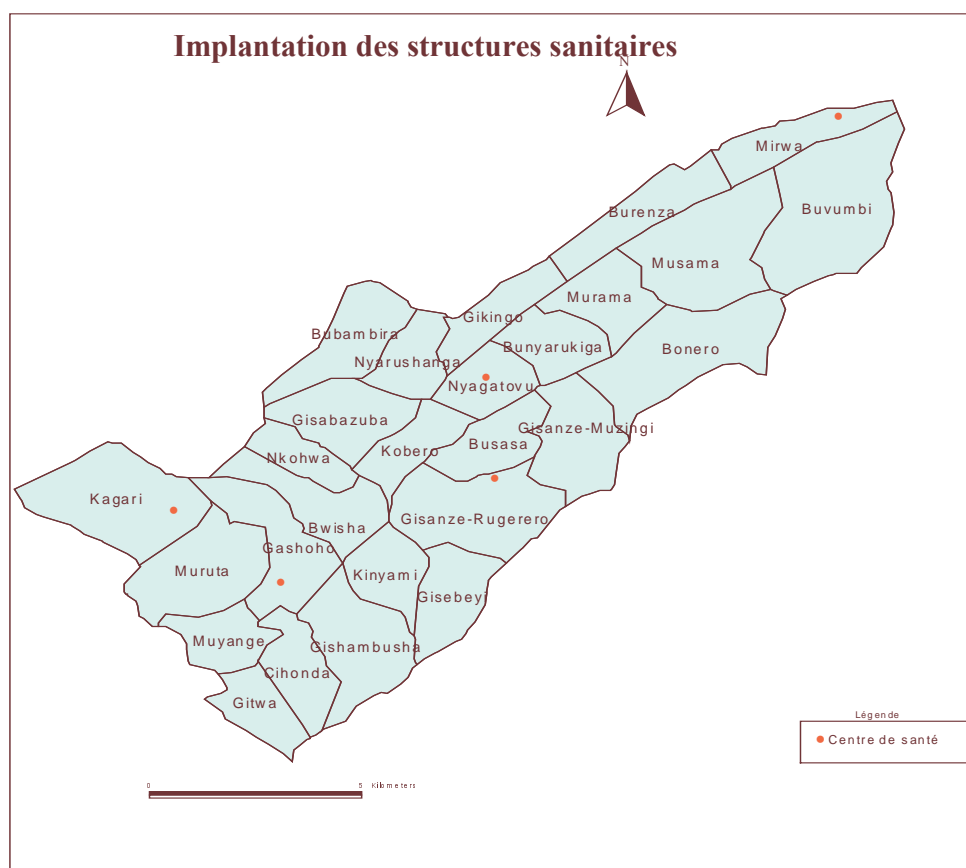 Implantation des structures sanitaires
N
Mirwa
Buvumbi
Burenza
Musama
Murama
Gikingo
Bubambira
Bunyarukiga
Bonero
Nyarushanga
Nyagatovu
Gisabazuba
Gisanze-Muzingi
Kobero
Busasa
Nkohwa
Kagari
Gisanze-Rugerero
Bwisha
Gashoho
Muruta
Kinyami
Gisebeyi
Muyange
Gishambusha
Cihonda
Gitwa
Légende
Centre de santé
0 5 Kilometers